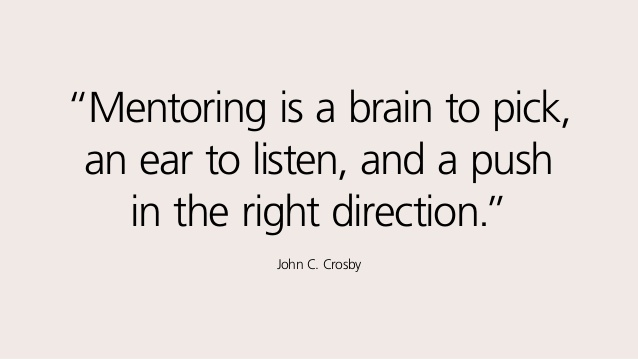 “Mentoring is a brain to pick,
an ear to listen, and a push
in the right direction.”
John C. Crosby